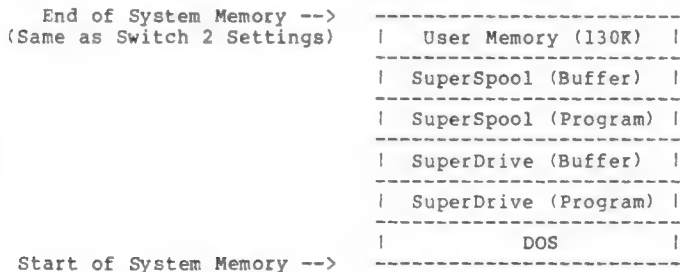 End of System Memory -->
(Same as Switch 2 Settings)
User Memory (130K)
SuperSpool (Buffer)
SuperSpool (Program)
SuperDrive (Buffer)
SuperDrive (Program)
DOS
Start of System Memory -->